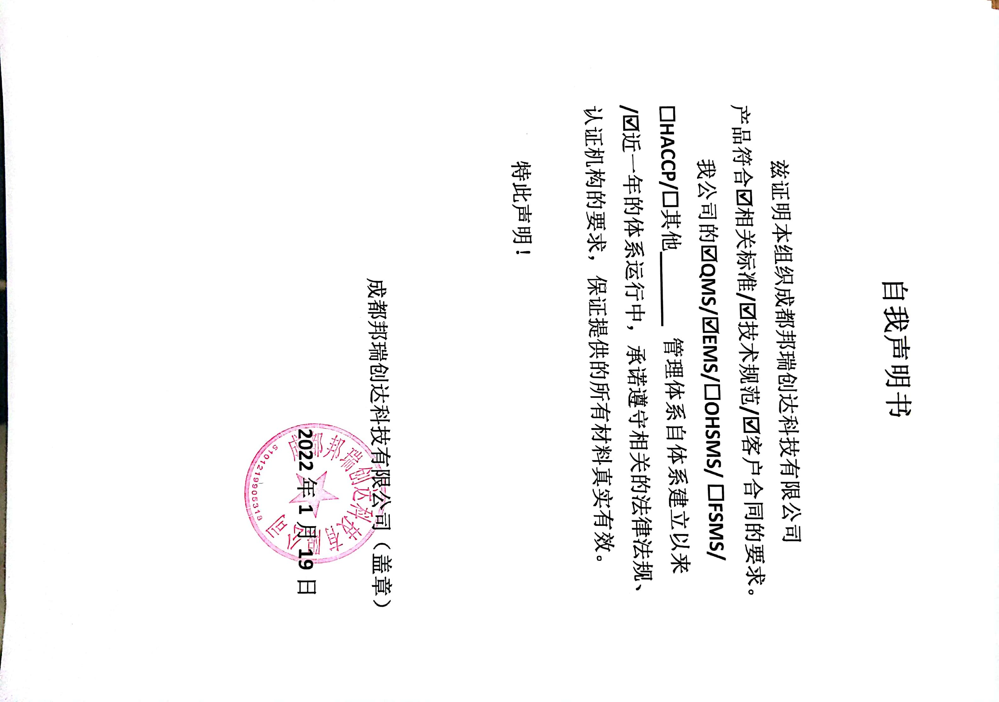 自我声明书
兹证明本组织成都邦瑞创达科技有限公司
产品符合☑相关标准/☑技术规范/☑客户合同的要求。
我公司的☑QMS/☑EMS/☐OHSMS/ ☐FSMS/
☐HACCP/☐其他______ 管理体系自体系建立以来
/☑近一年的体系运行中，承诺遵守相关的法律法规、
认证机构的要求，保证提供的所有材料真实有效。
特此声明！
成都邦瑞创达科技有限公司（盖章）
2022 年 1 月 19 日
成都邦瑞创达科技有限公司
5101219905318